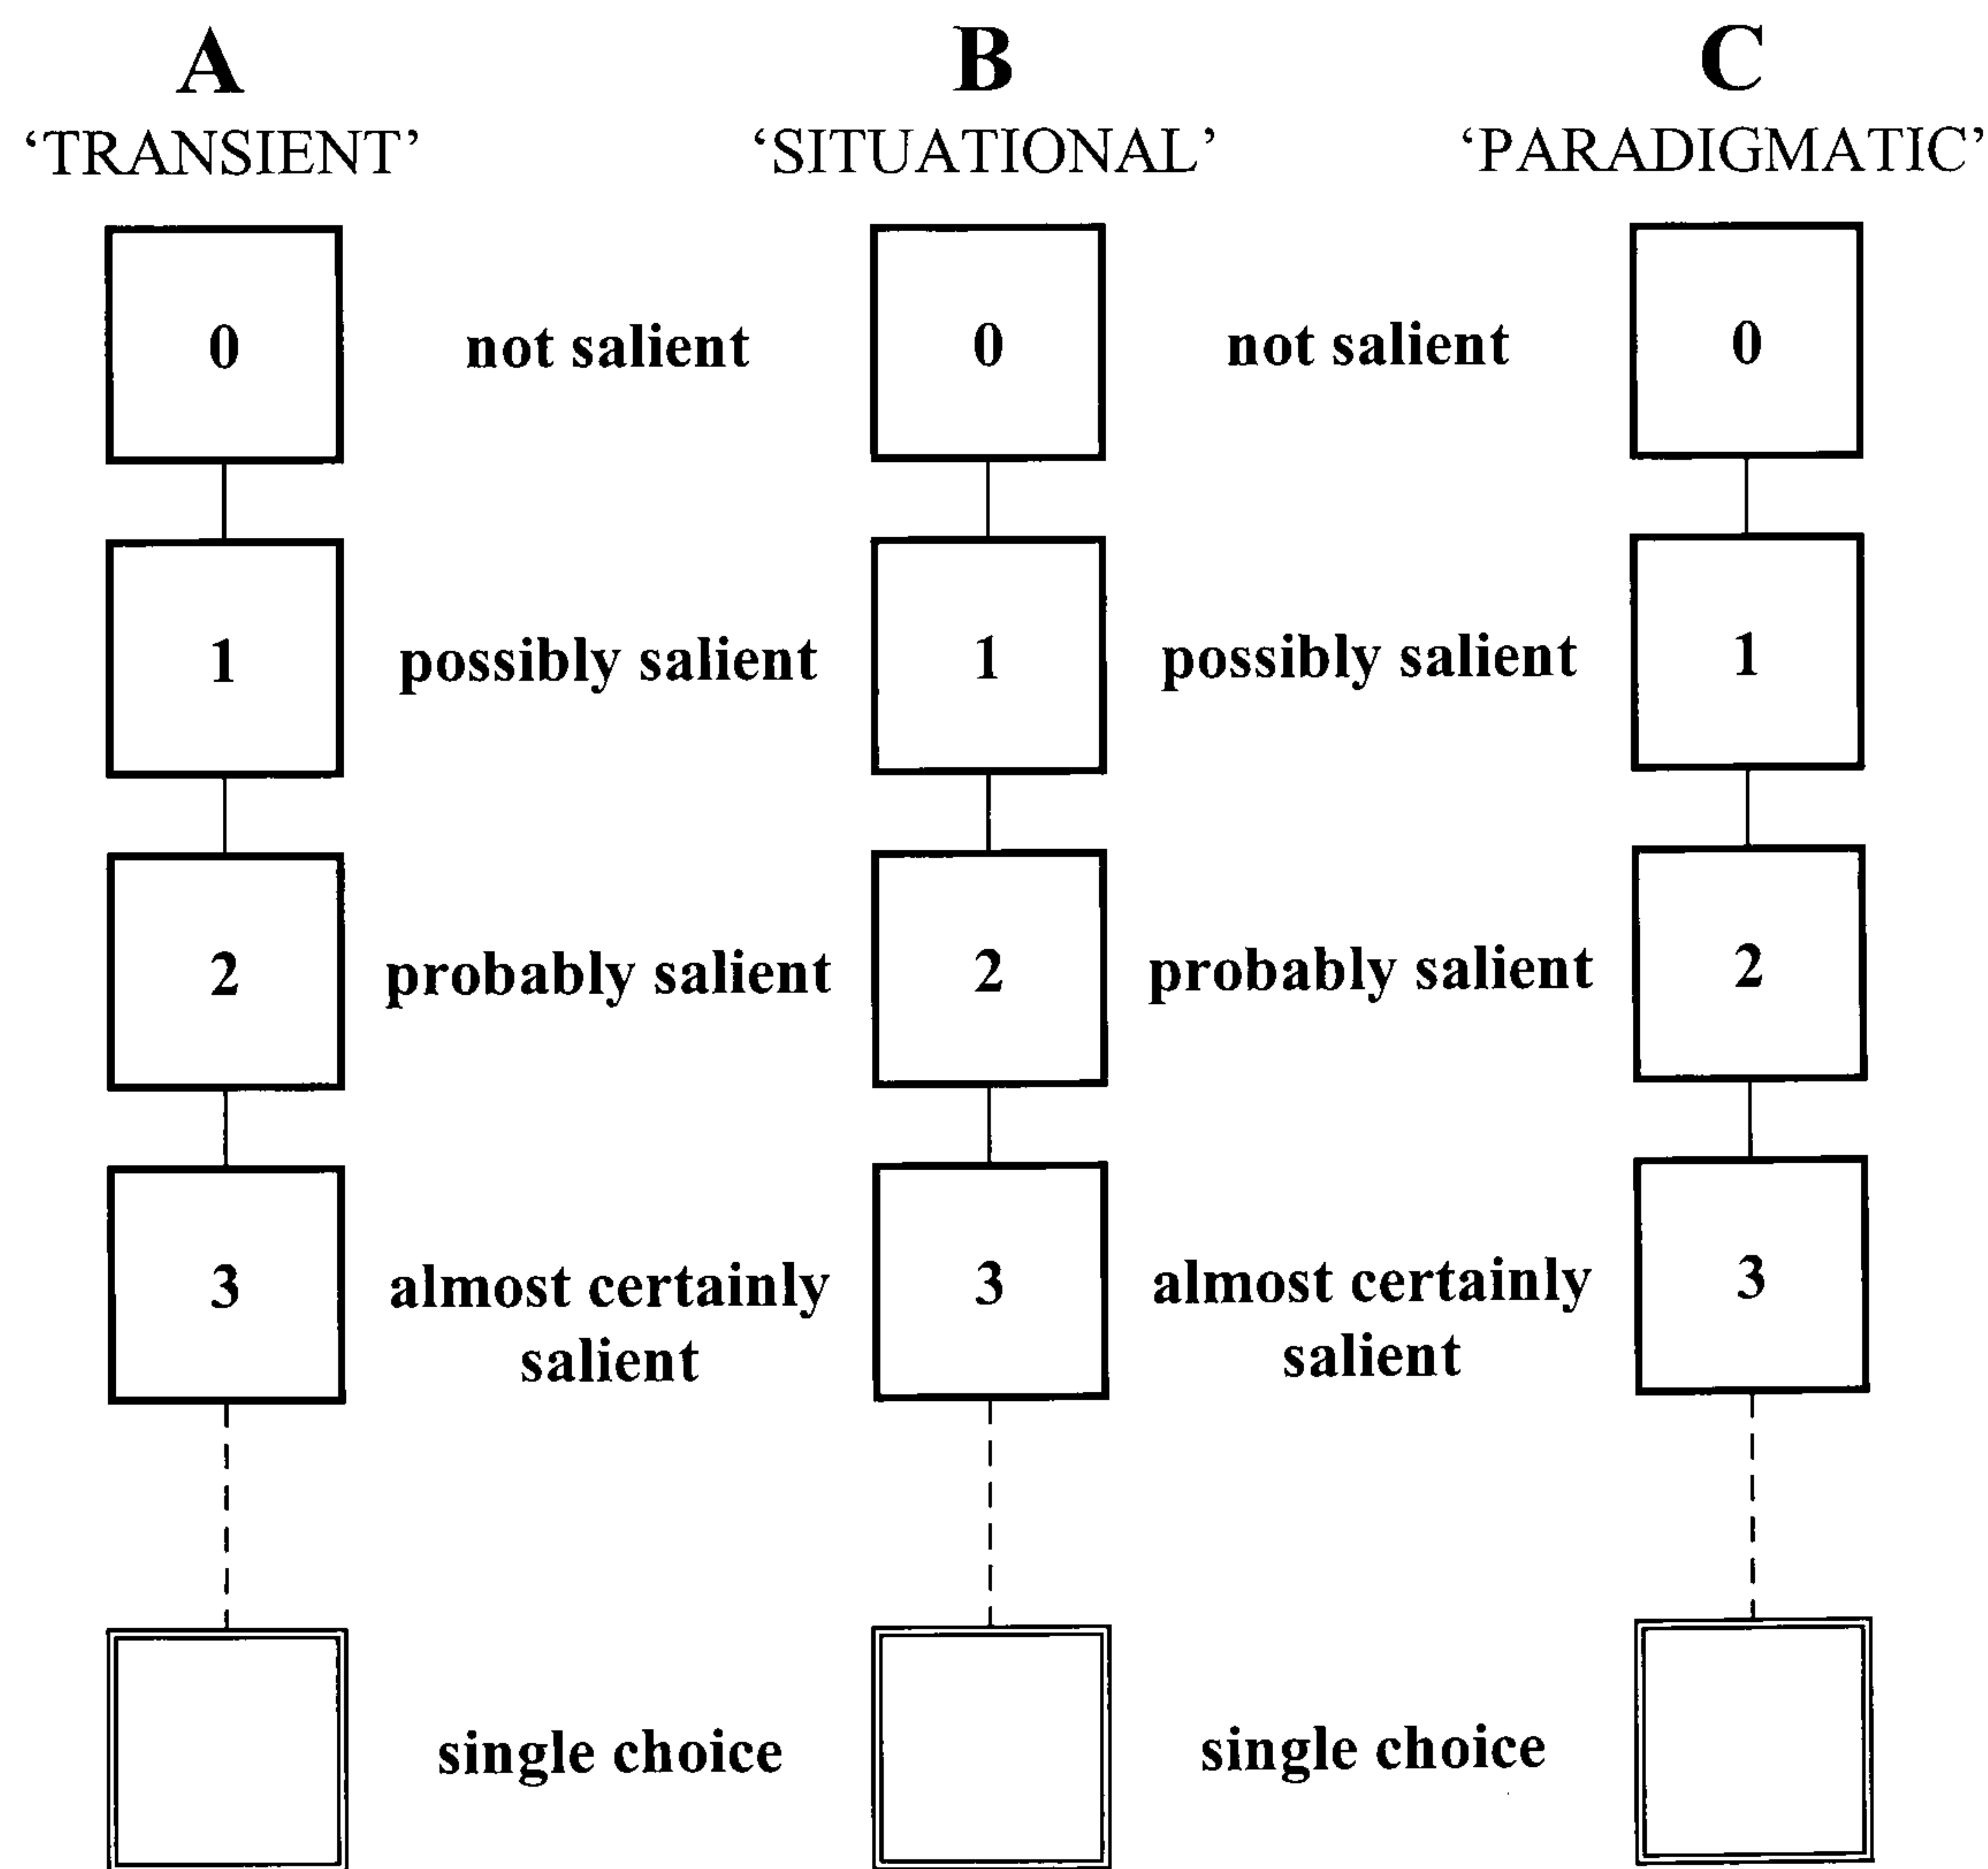 A B C
‘TRANSIENT’ ‘SITUATIONAL’ ‘PARADIGMATIC’
0 not salient 0 not salient 0
1 possibly salient 1 possibly salient 1
2 probably salient 2 probably salient 2
3 almost certainly 3 almost certainly 3
salient salient
single choice single choice